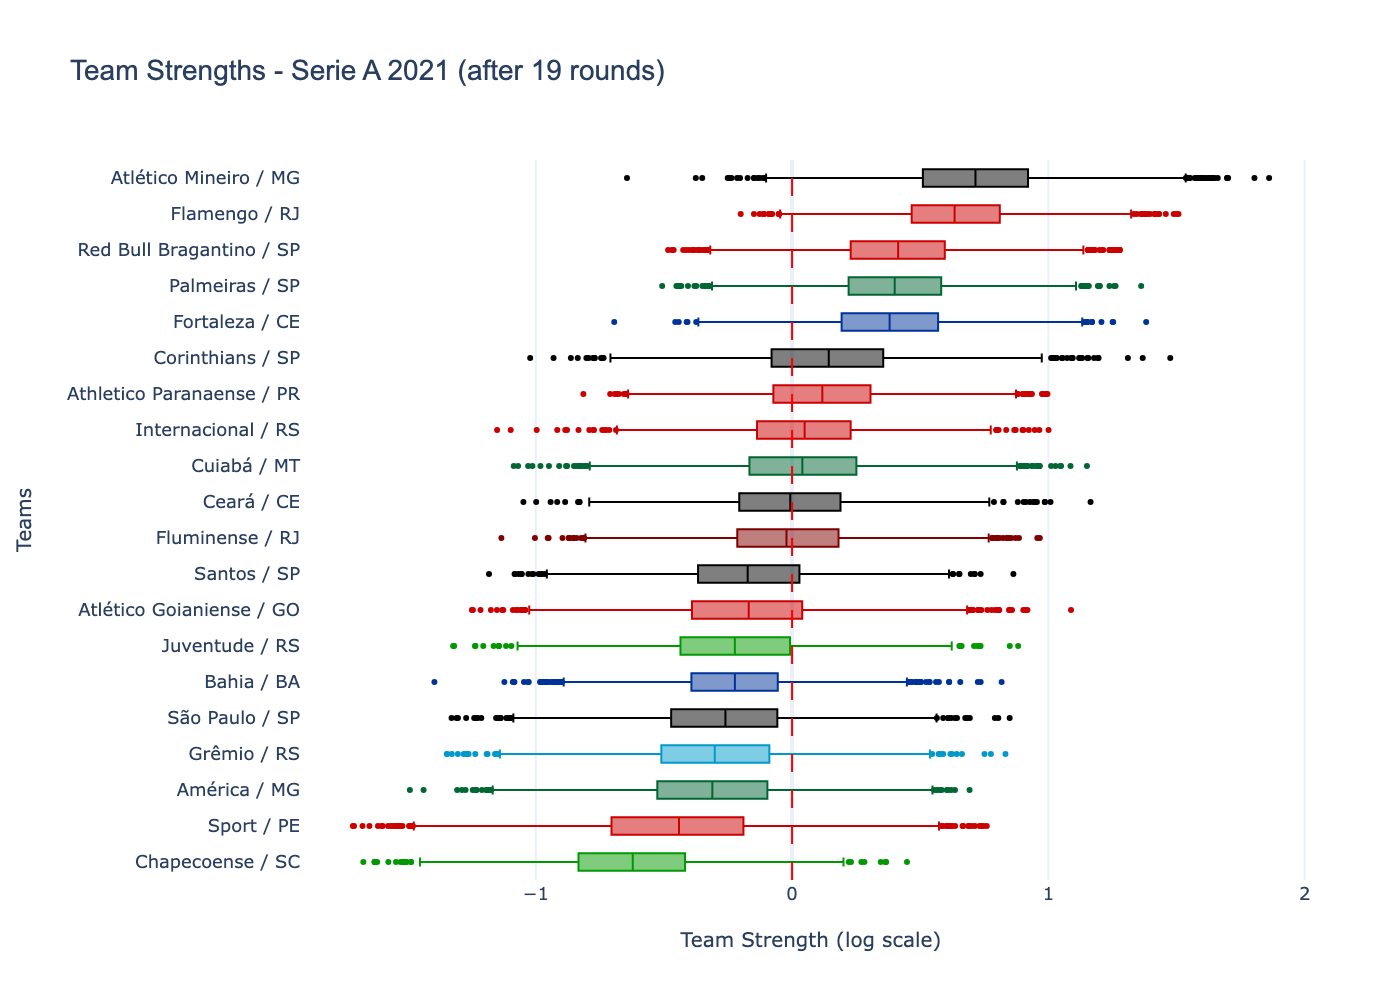 Team Strengths - Serie A 2021 (after 19 rounds)
Atlético Mineiro / MG
Flamengo / RJ
Red Bull Bragantino / SP
Palmeiras / SP
Fortaleza / CE
Corinthians / SP
Athletico Paranaense / PR
Internacional / RS
Cuiabá / MT
Ceará / CE
Fluminense / RJ
Santos / SP
Atlético Goianiense / GO
Juventude / RS
Bahia / BA
São Paulo / SP
Grêmio / RS
América / MG
Sport / PE
Chapecoense / SC
Teams
−1 0 1 2
Team Strength (log scale)